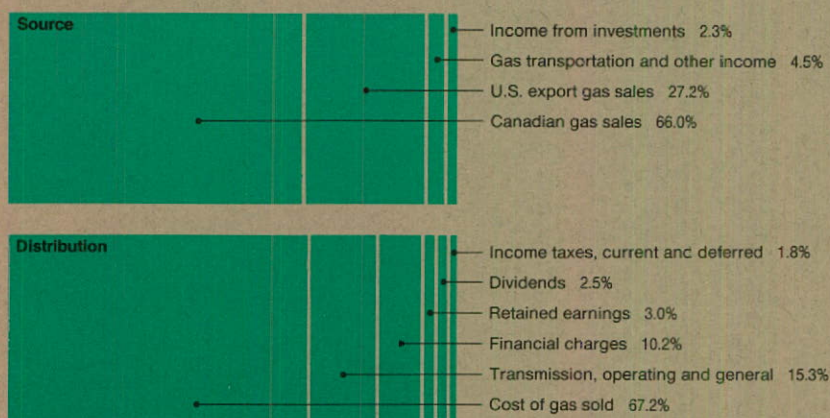 Source
Income from investments 2.3%
Gas transportation and other income 4.5%
U.S. export gas sales 27.2%
Canadian gas sales 66.0%
Distribution
Income taxes, current and deferred 1.8%
Dividends 2.5%
Retained earnings 3.0%
Financial charges 10.2%
Transmission, operating and general 15.3%
Cost of gas sold 67.2%